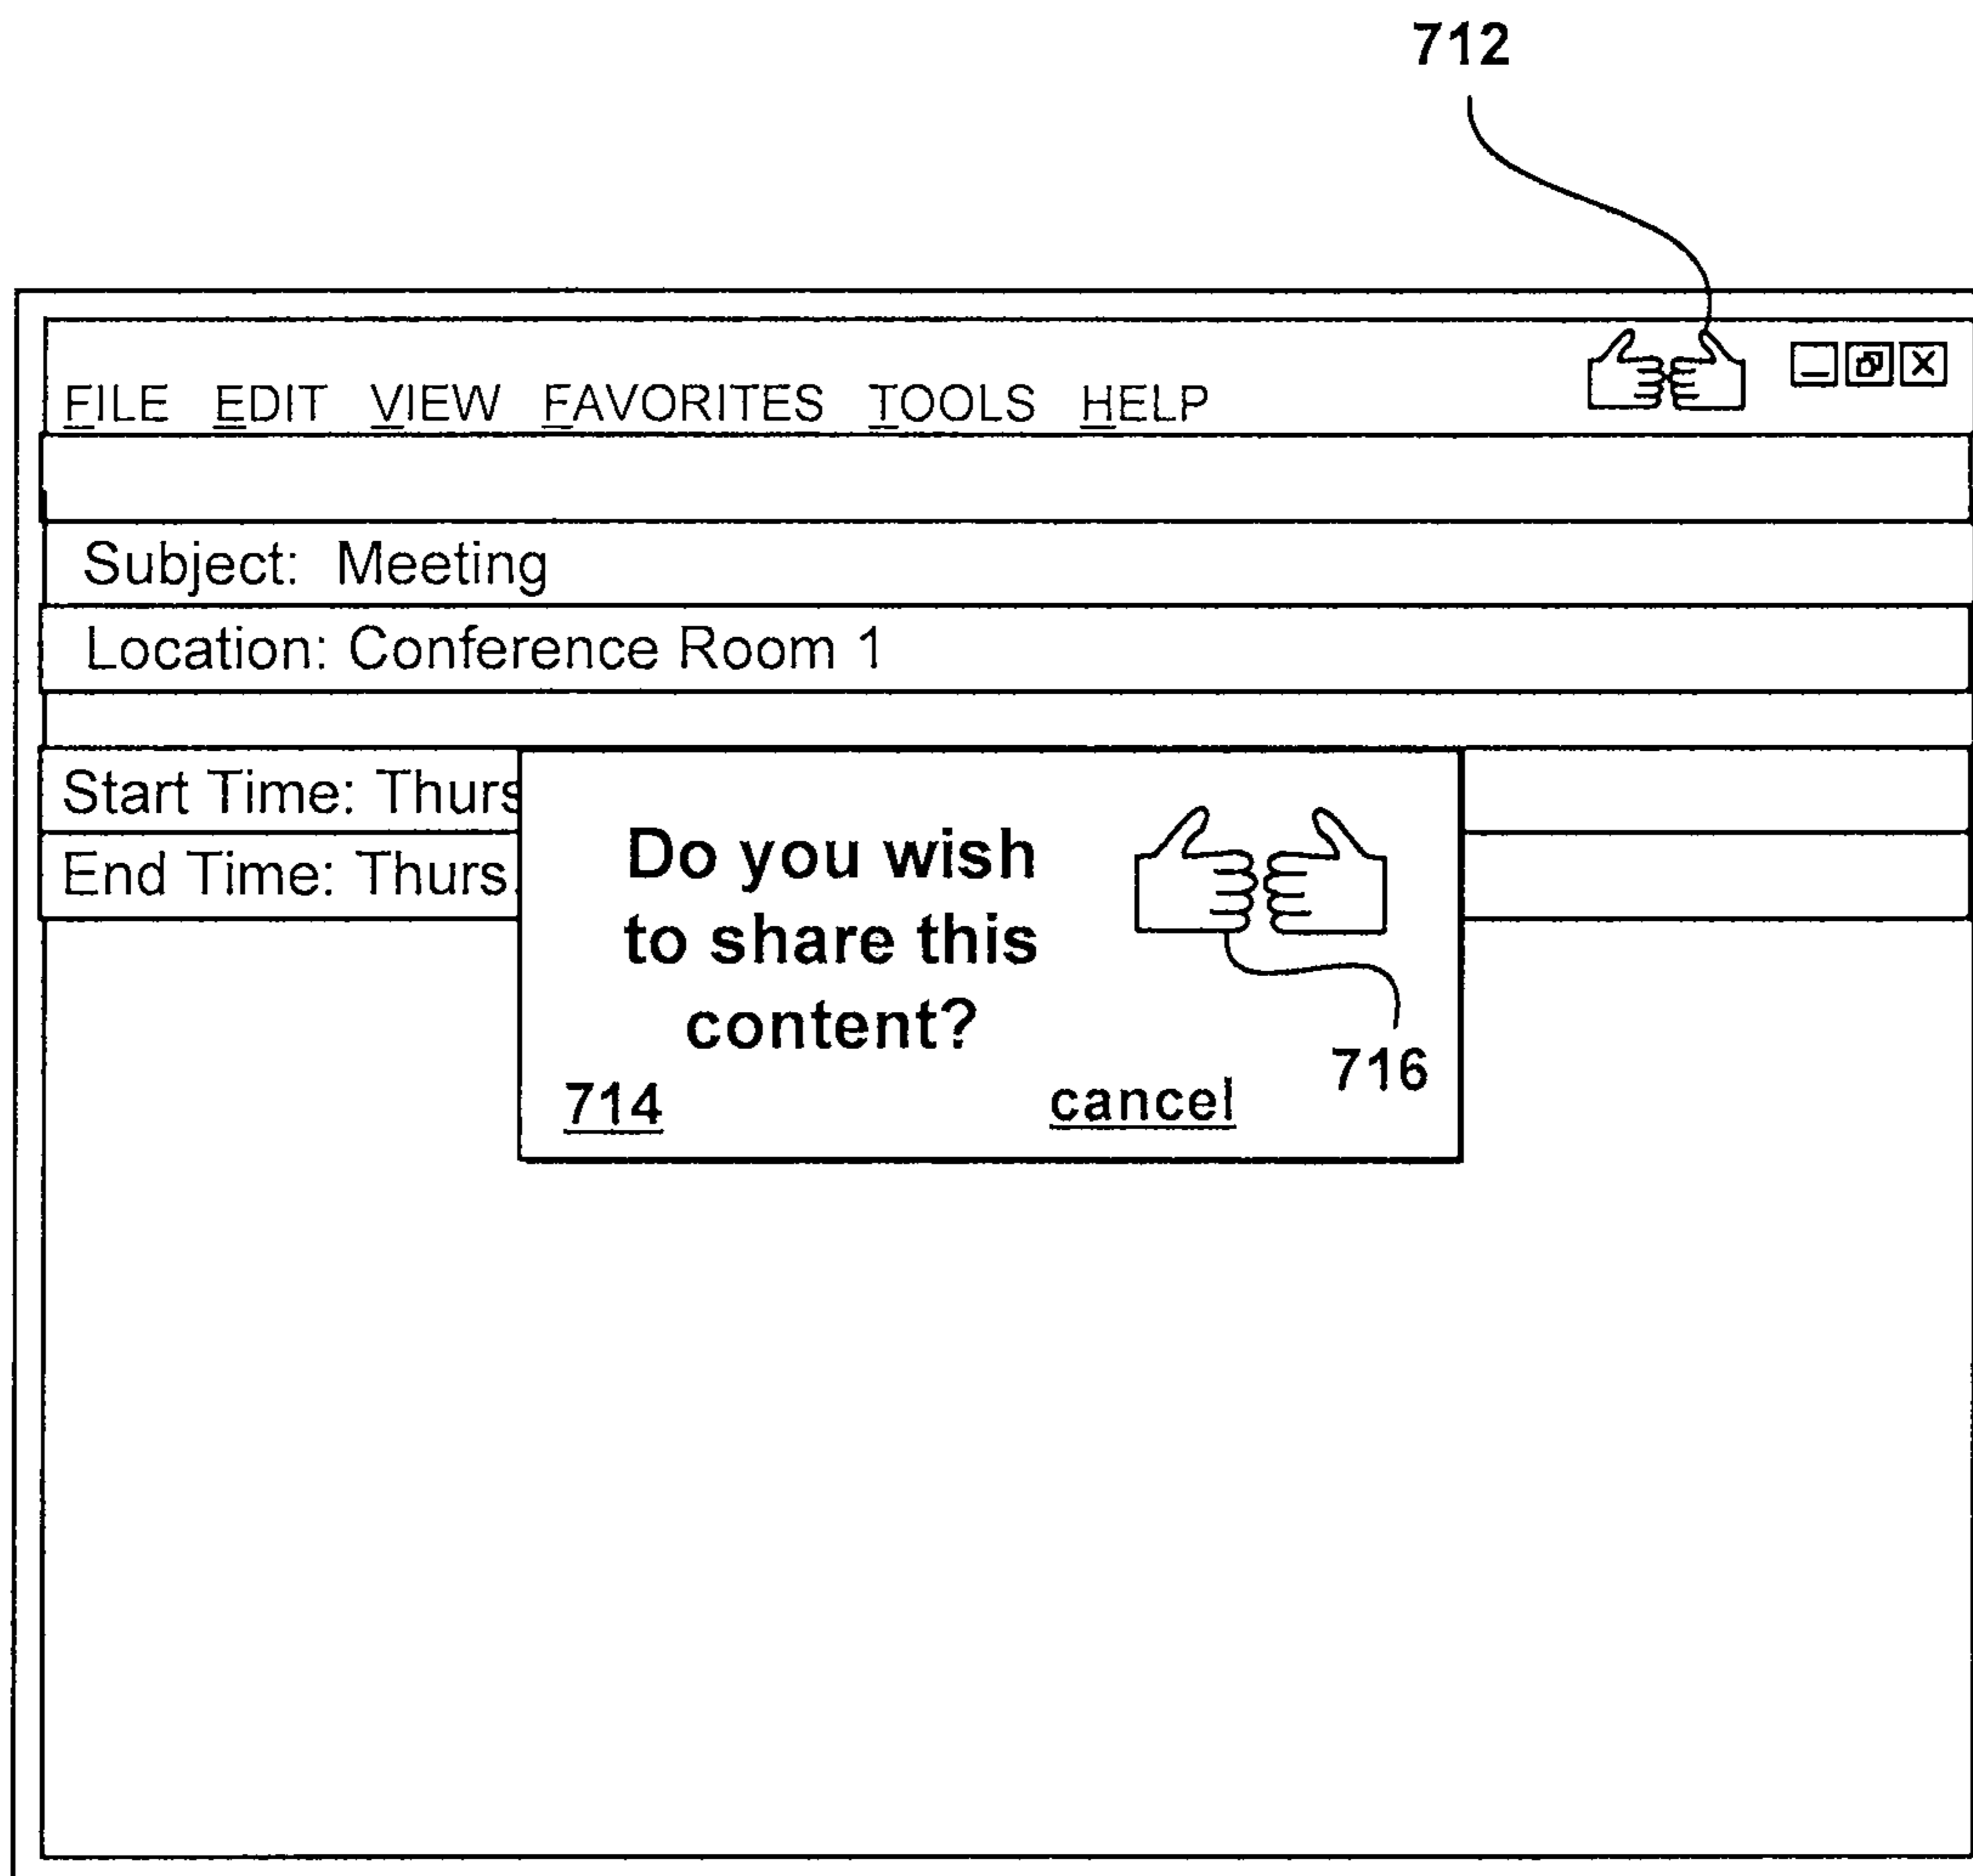 712
FILE EDIT VIEW FAVORITES TOOLS HELP
Subject: Meeting
Location: Conference Room 1
Start Time: Thurs
End Time: Thurs
Do you wish
to share this
content?
716
714 cancel